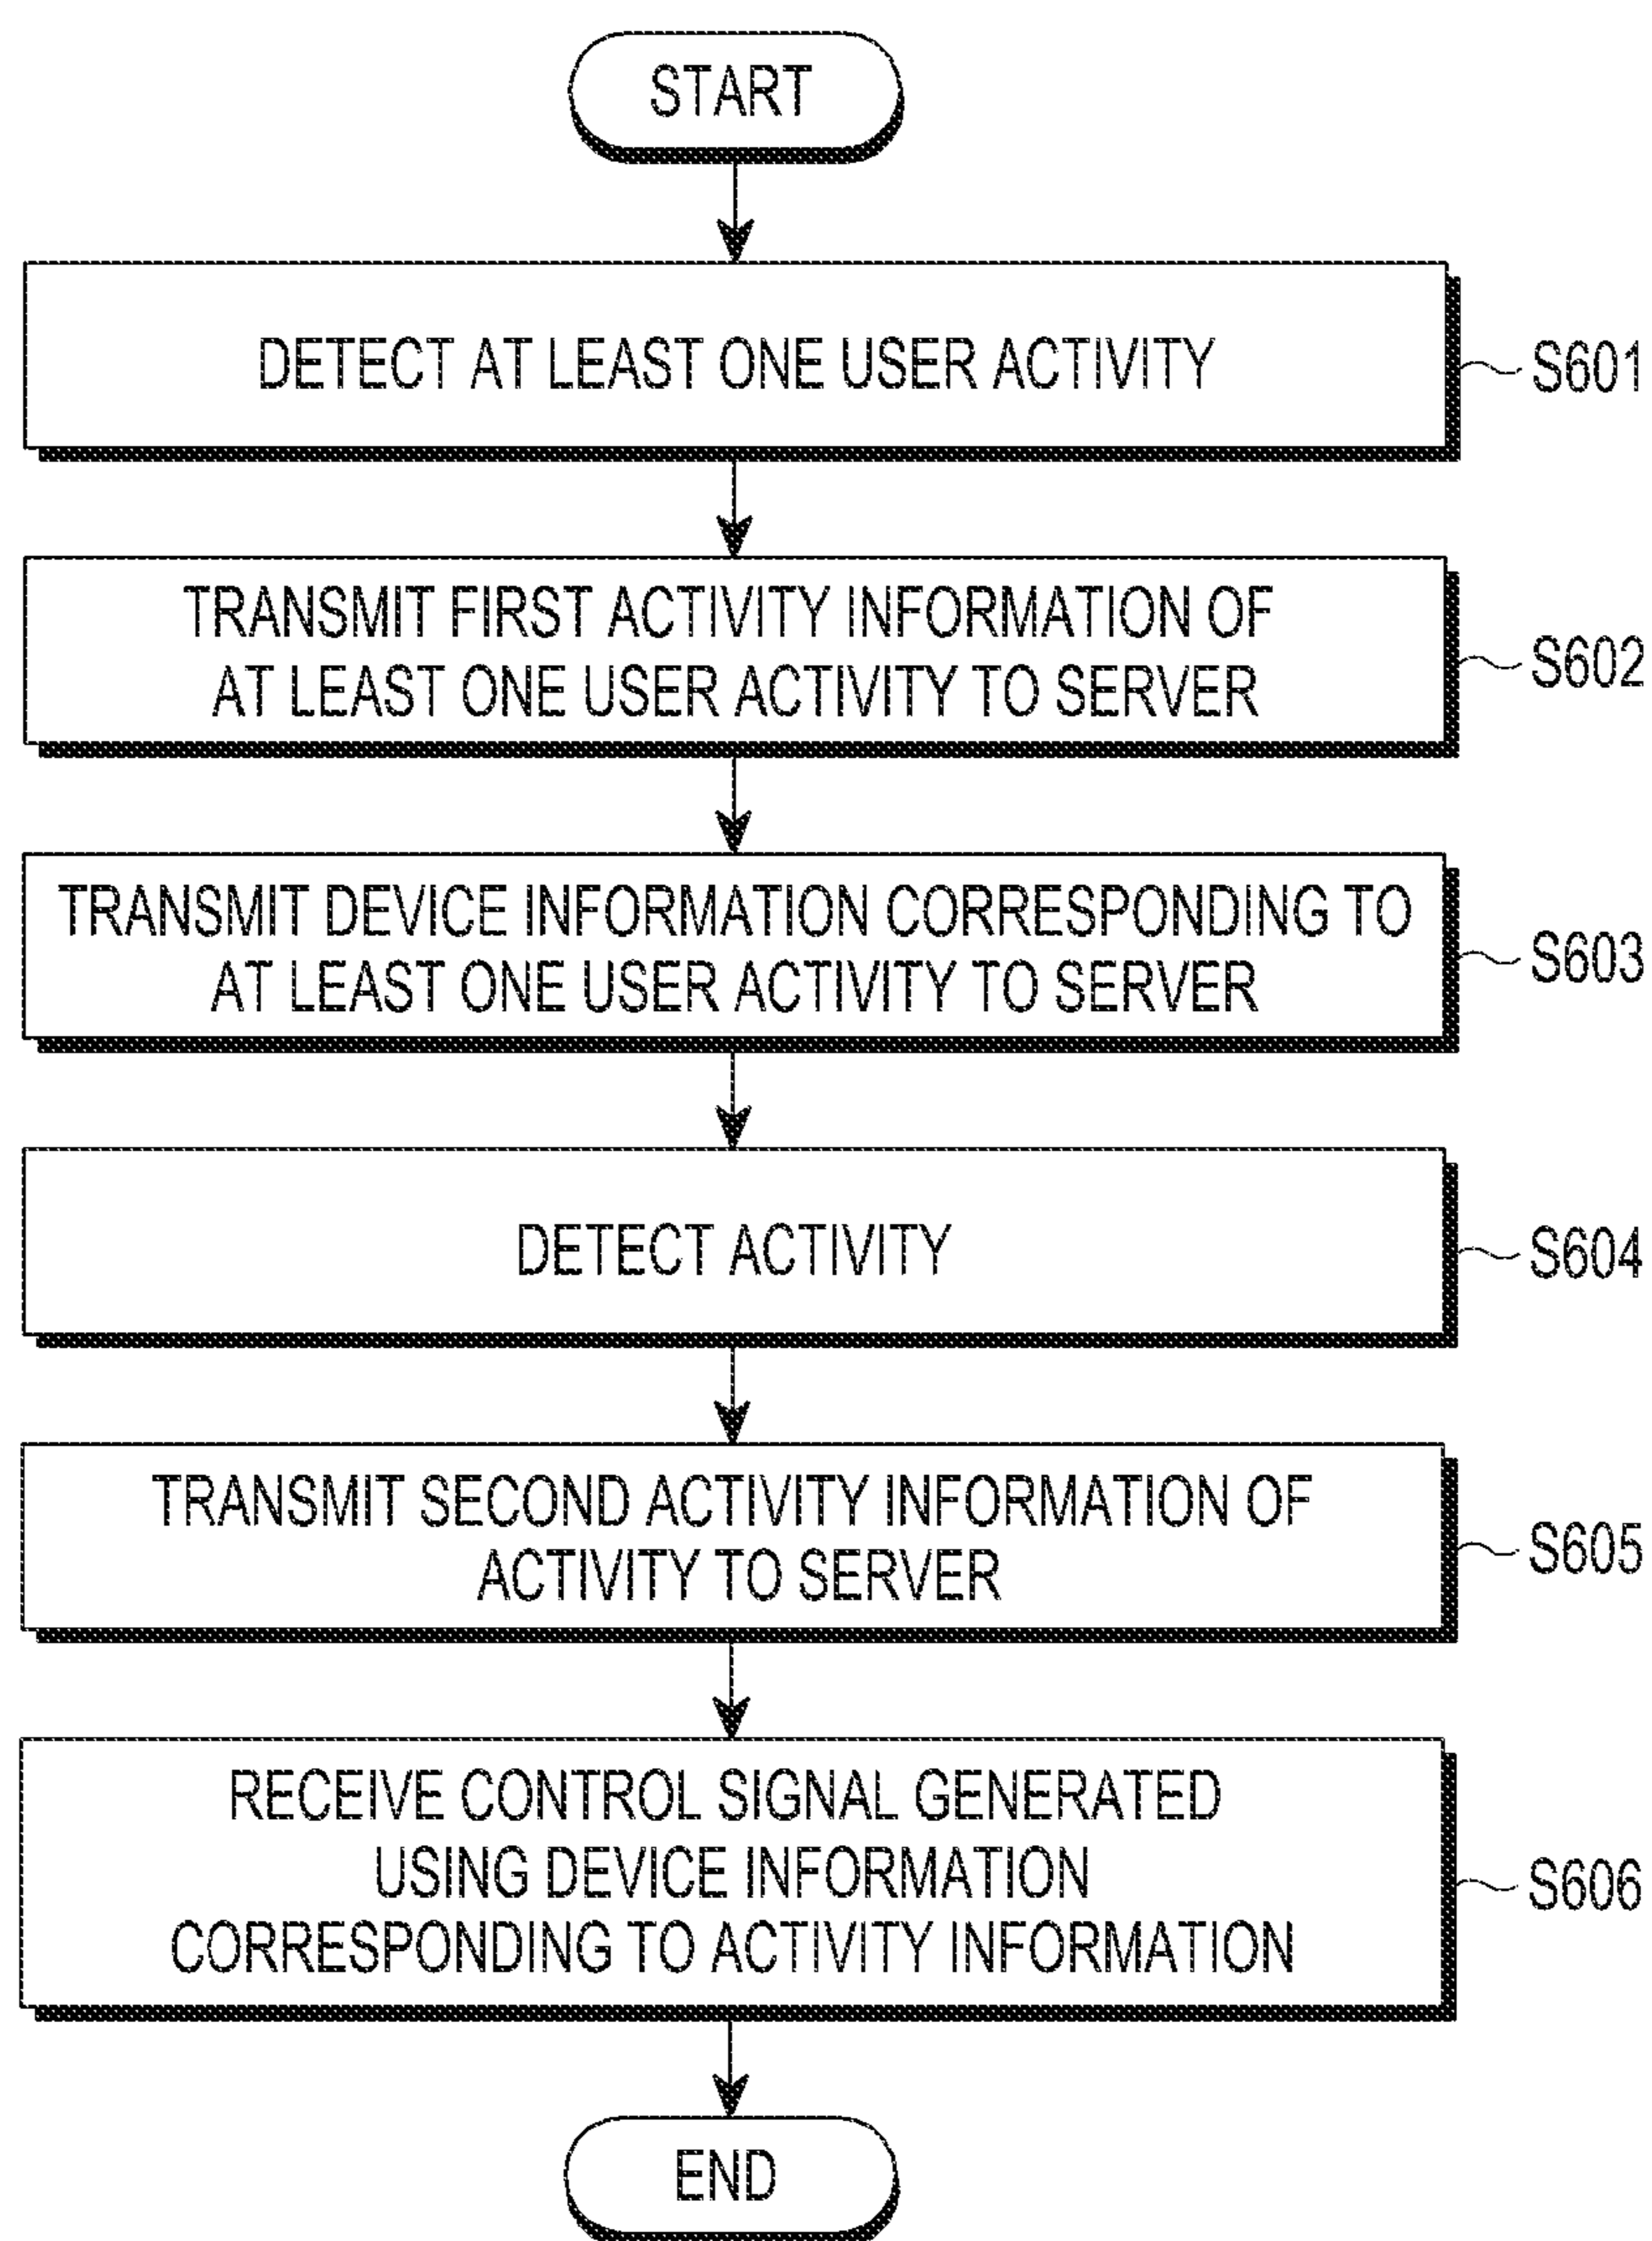 START
DETECT AT LEAST ONE USER ACTIVITY
S601
TRANSMIT FIRST ACTIVITY INFORMATION OF
AT LEAST ONE USER ACTIVITY TO SERVER
S602
TRANSMIT DEVICE INFORMATION CORRESPONDING TO
AT LEAST ONE USER ACTIVITY TO SERVER
S603
DETECT ACTIVITY
S604
TRANSMIT SECOND ACTIVITY INFORMATION OF
ACTIVITY TO SERVER
S605
RECEIVE CONTROL SIGNAL GENERATED
USING DEVICE INFORMATION
CORRESPONDING TO ACTIVITY INFORMATION
S606
END